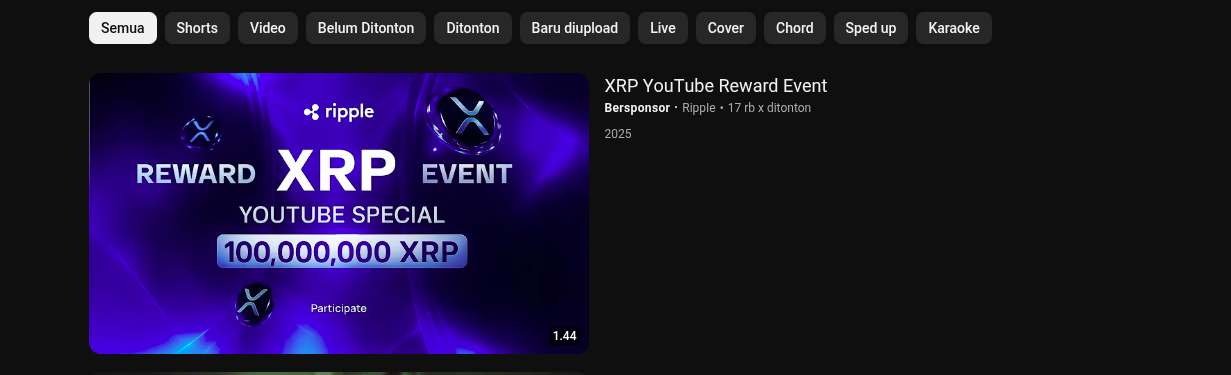 Semua Shorts Video Belum Ditonton Ditonton Baru diupload Live Cover Chord Sped up Karaoke
ripple
REWARD XRP EVENT
YOUTUBE SPECIAL
100,000,000 XRP
Participate
1.44
XRP YouTube Reward Event
Bersponsor · Ripple • 17 rb x ditonton
2025